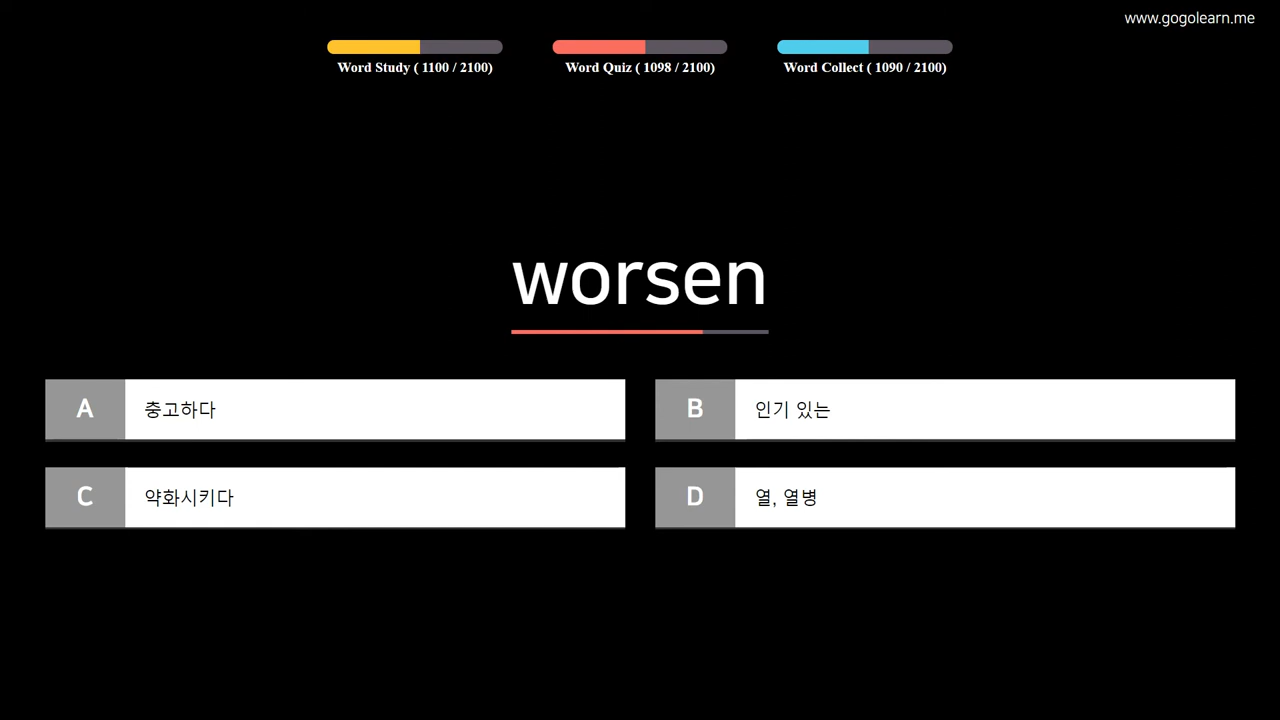 www.gogolearn.me
Word Study ( 1100 / 2100)
Word Quiz ( 1098 / 2100)
Word Collect ( 1090 / 2100)
worsen
A 충고하다
B 인기 있는
C 약화시키다
D 열, 열병